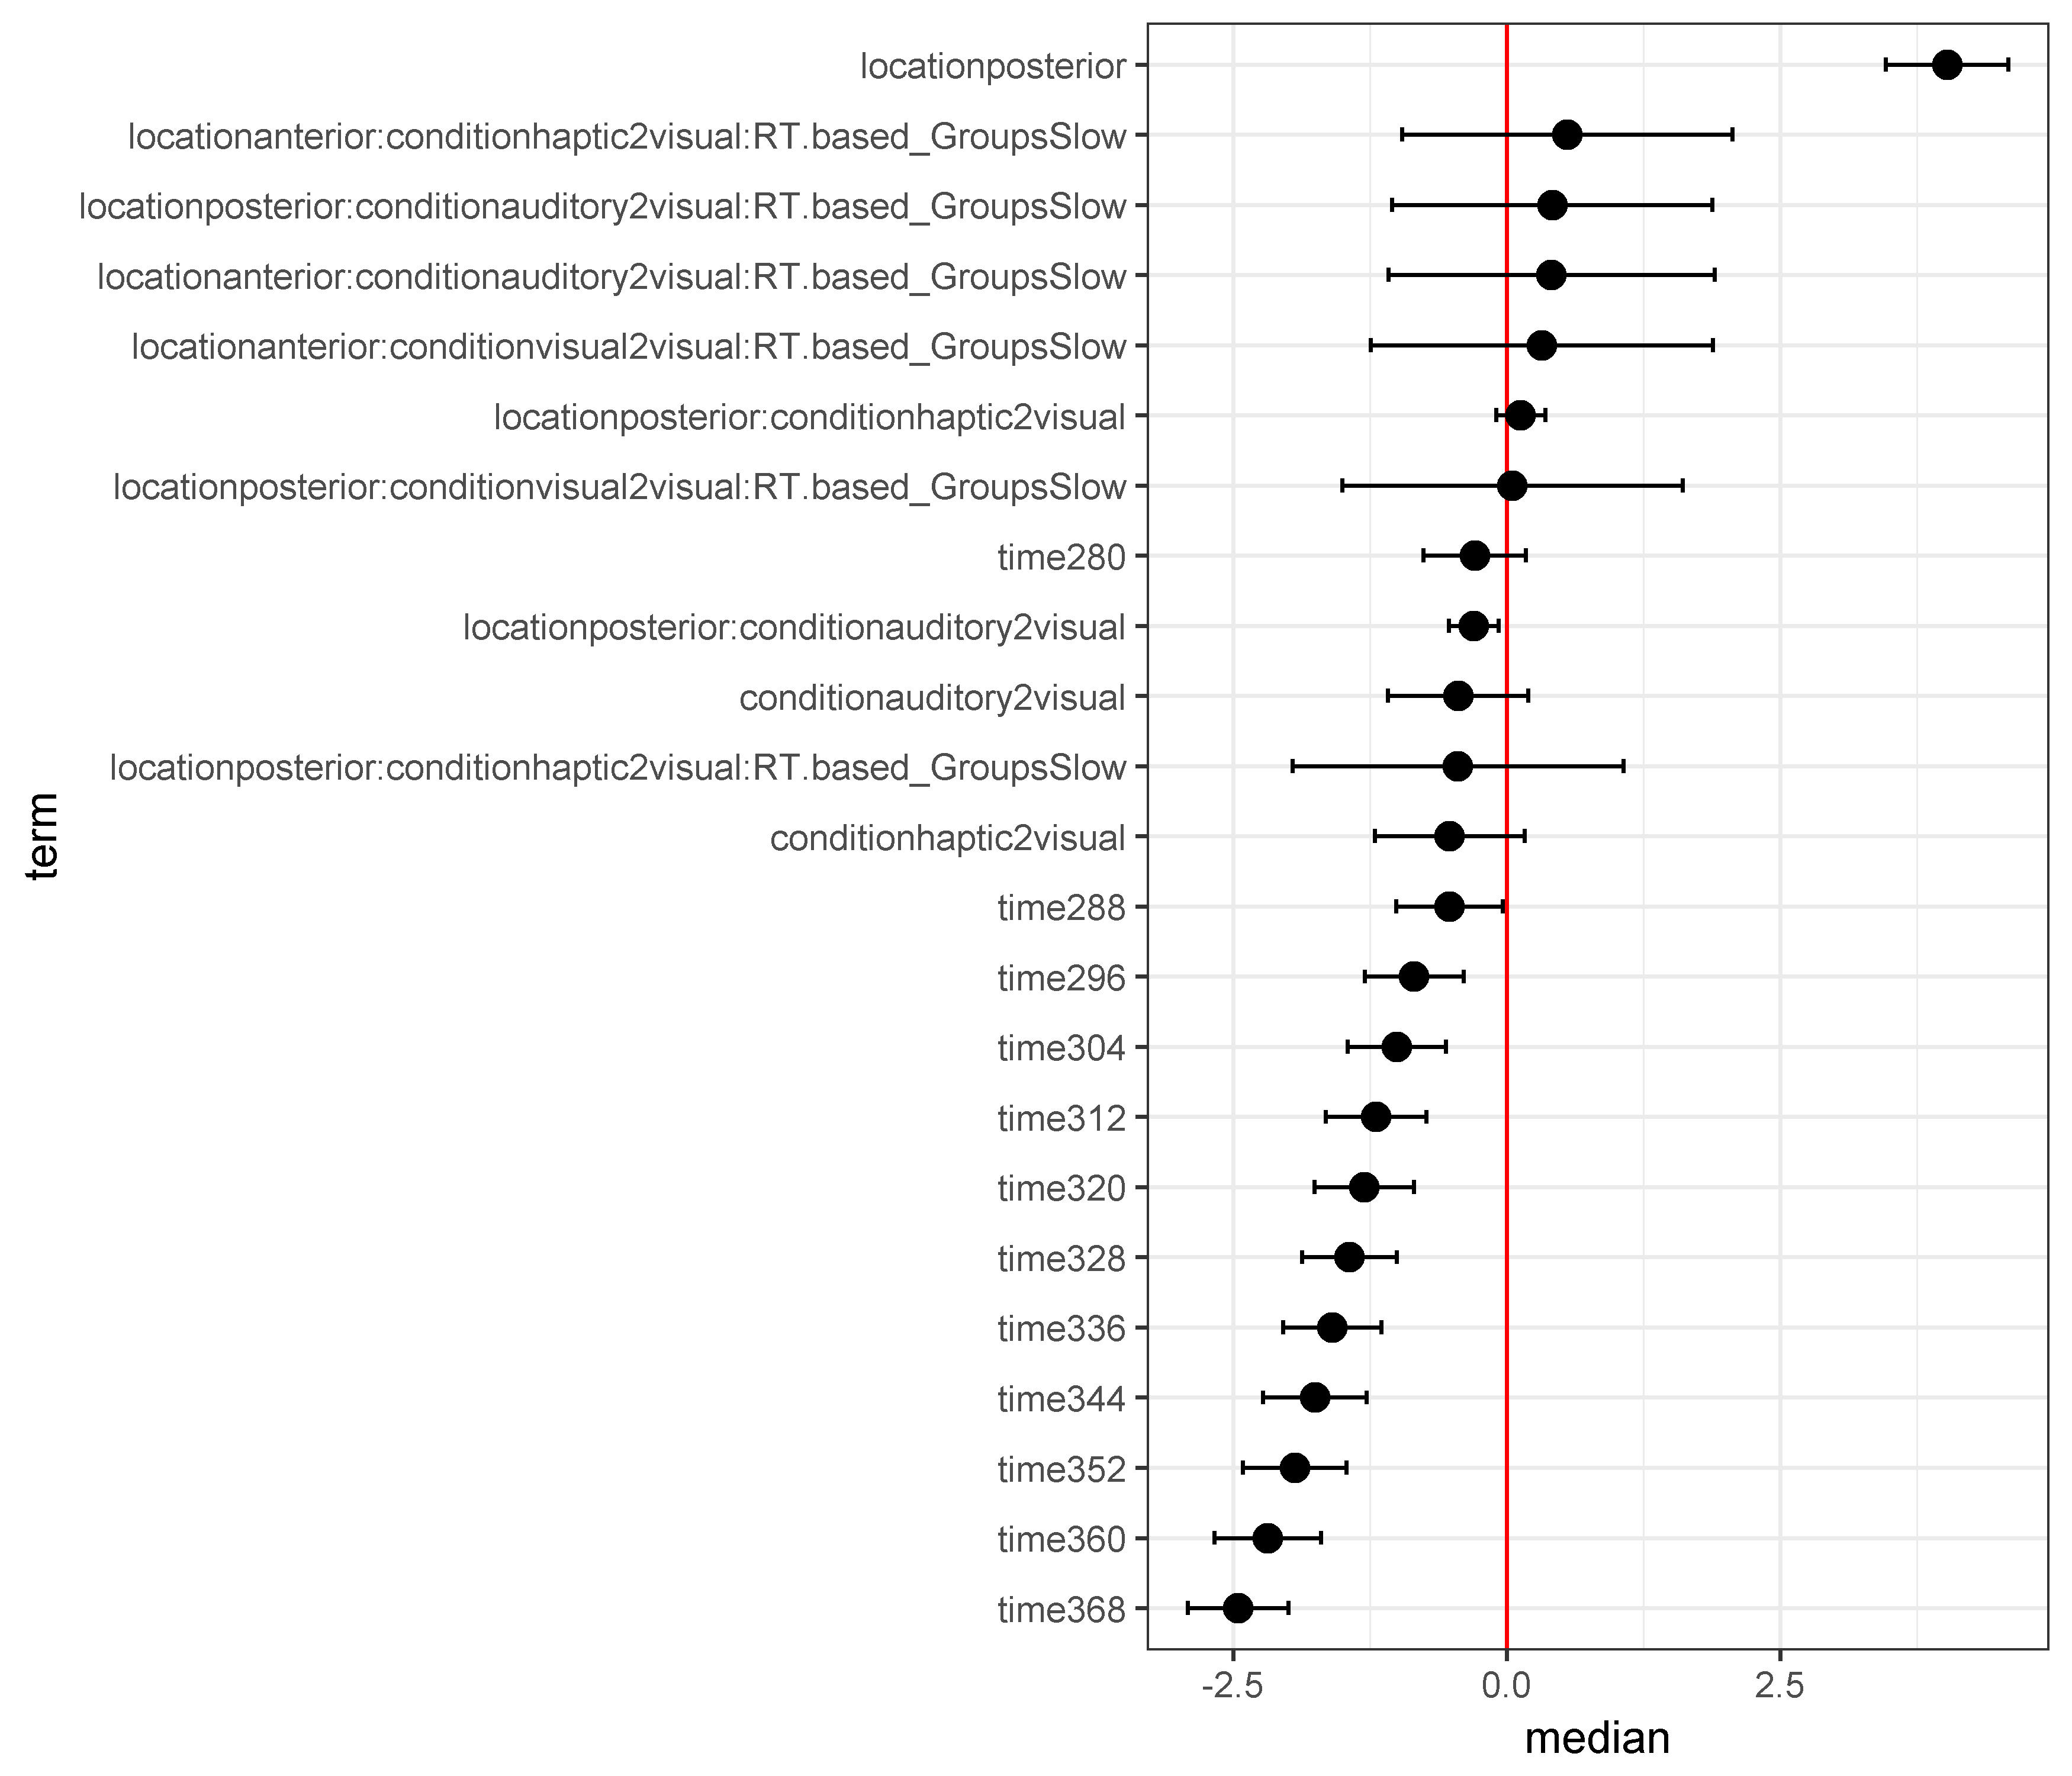 locationposterior
locationanterior:conditionhaptic2visual:RT.based_GroupsSlow
locationposterior:conditionauditory2visual:RT.based_GroupsSlow
locationanterior:conditionauditory2visual:RT.based_GroupsSlow
locationanterior:conditionvisual2visual:RT.based_GroupsSlow
locationposterior:conditionhaptic2visual
locationposterior:conditionvisual2visual:RT.based_GroupsSlow
time280
locationposterior:conditionauditory2visual
conditionauditory2visual
locationposterior:conditionhaptic2visual:RT.based_GroupsSlow
conditionhaptic2visual
time288
time296
time304
time312
time320
time328
time336
time344
time352
time360
time368
term
-2.5 0.0 2.5
median